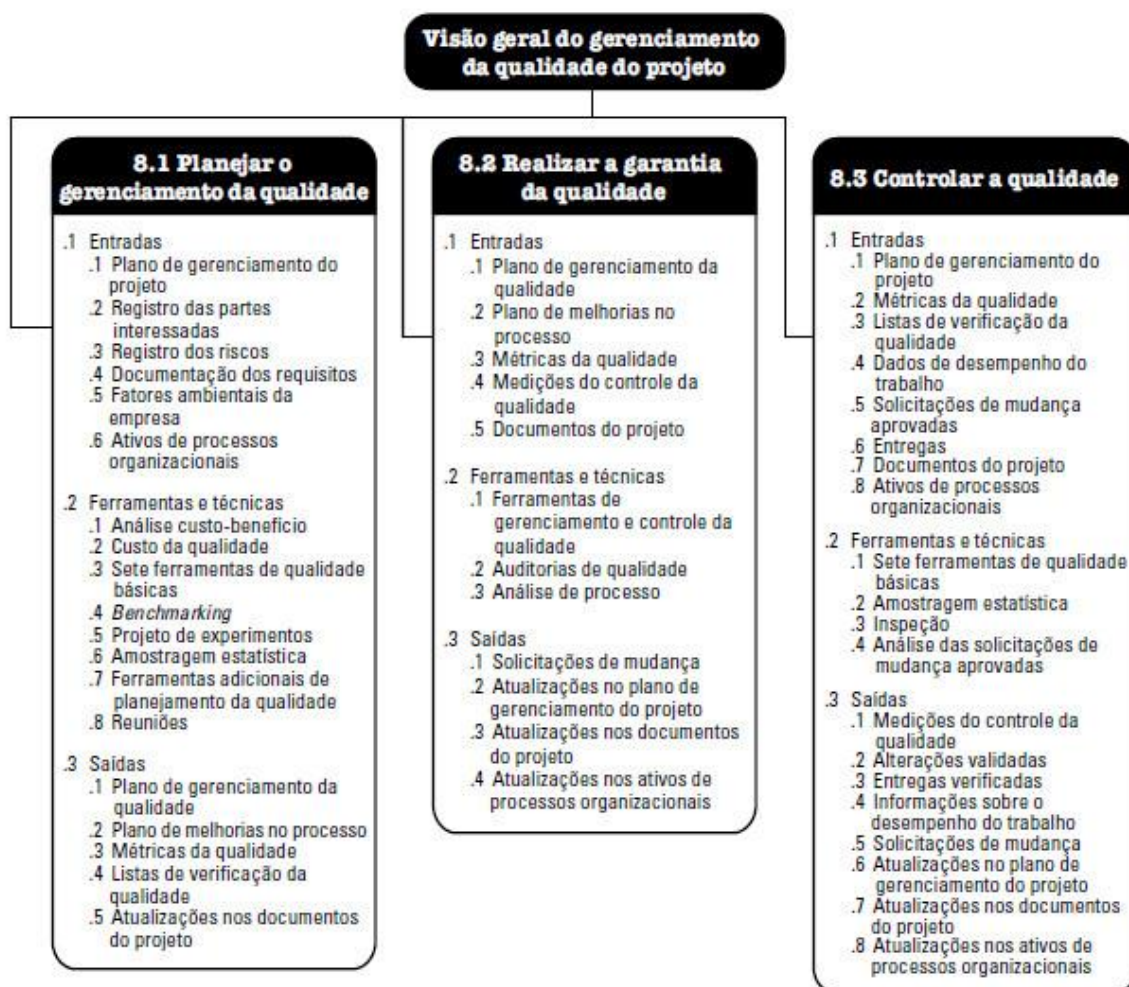 Visão geral do gerenciamento
da qualidade do projeto
8.1 Planejar o
gerenciamento da qualidade
.1 Entradas
.1 Plano de gerenciamento do
projeto
.2 Registro das partes
interessadas
.3 Registro dos riscos
.4 Documentação dos requisitos
.5 Fatores ambientais da
empresa
.6 Ativos de processos
organizacionais
.2 Ferramentas e técnicas
.1 Análise custo-benefício
.2 Custo da qualidade
.3 Sete ferramentas de qualidade
básicas
.4 Benchmarking
.5 Projeto de experimentos
.6 Amostragem estatística
.7 Ferramentas adicionais de
planejamento da qualidade
.8 Reuniões
.3 Saídas
.1 Plano de gerenciamento da
qualidade
.2 Plano de melhorias no processo
.3 Métricas da qualidade
.4 Listas de verificação da
qualidade
.5 Atualizações nos documentos
do projeto
8.2 Realizar a garantia
da qualidade
.1 Entradas
.1 Plano de gerenciamento da
qualidade
.2 Plano de melhorias no
processo
.3 Métricas da qualidade
.4 Medições do controle da
qualidade
.5 Documentos do projeto
.2 Ferramentas e técnicas
.1 Ferramentas de
gerenciamento e controle da
qualidade
.2 Auditorias de qualidade
.3 Análise de processo
.3 Saídas
.1 Solicitações de mudança
.2 Atualizações no plano de
gerenciamento do projeto
.3 Atualizações nos documentos
do projeto
.4 Atualizações nos ativos de
processos organizacionais
8.3 Controlar a qualidade
.1 Entradas
.1 Plano de gerenciamento do
projeto
.2 Métricas da qualidade
.3 Listas de verificação da
qualidade
.4 Dados de desempenho do
trabalho
.5 Solicitações de mudança
aprovadas
.6 Entregas
.7 Documentos do projeto
.8 Ativos de processos
organizacionais
.2 Ferramentas e técnicas
.1 Sete ferramentas de qualidade
básicas
.2 Amostragem estatística
.3 Inspeção
.4 Análise das solicitações de
mudança aprovadas
.3 Saídas
.1 Medições do controle da
qualidade
.2 Alterações validadas
.3 Entregas verificadas
.4 Informações sobre o
desempenho do trabalho
.5 Solicitações de mudança
.6 Atualizações no plano de
gerenciamento do projeto
.7 Atualizações nos documentos
do projeto
.8 Atualizações nos ativos de
processos organizacionais